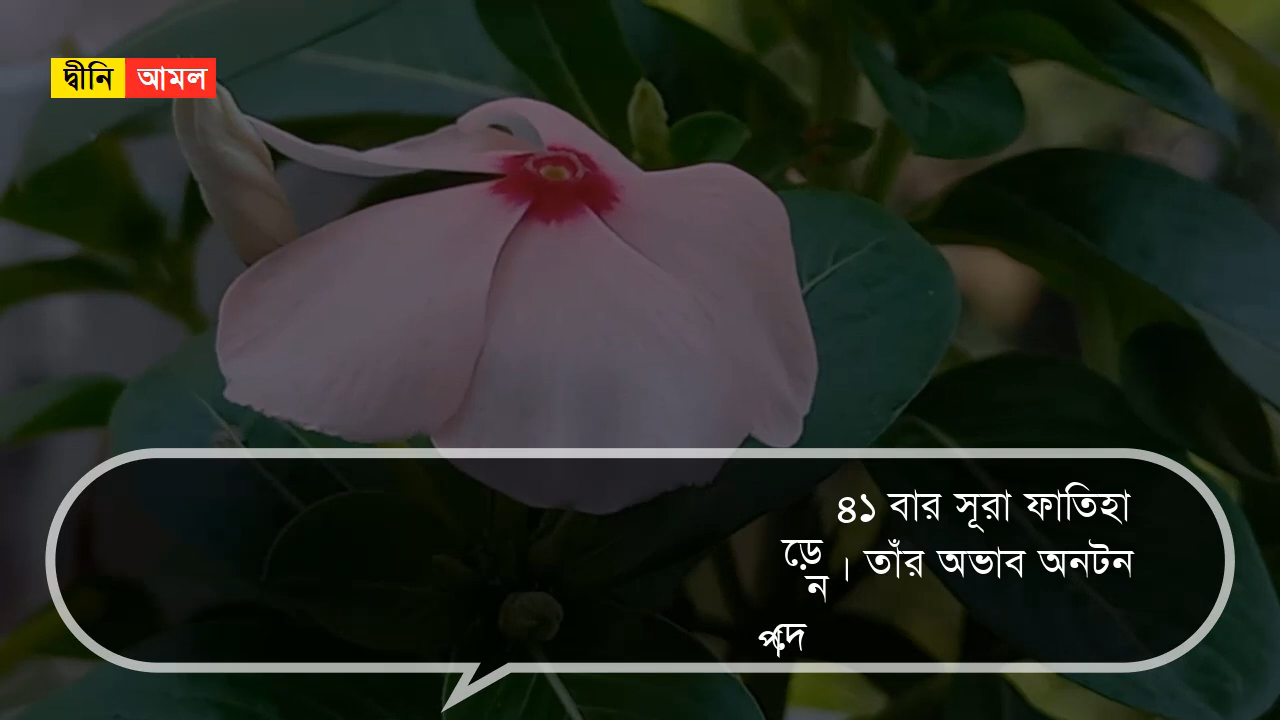 দ্বীনি আমল
৪১ বার সূরা ফাতিহা
ড়েন। তাঁর অভাব অনটন